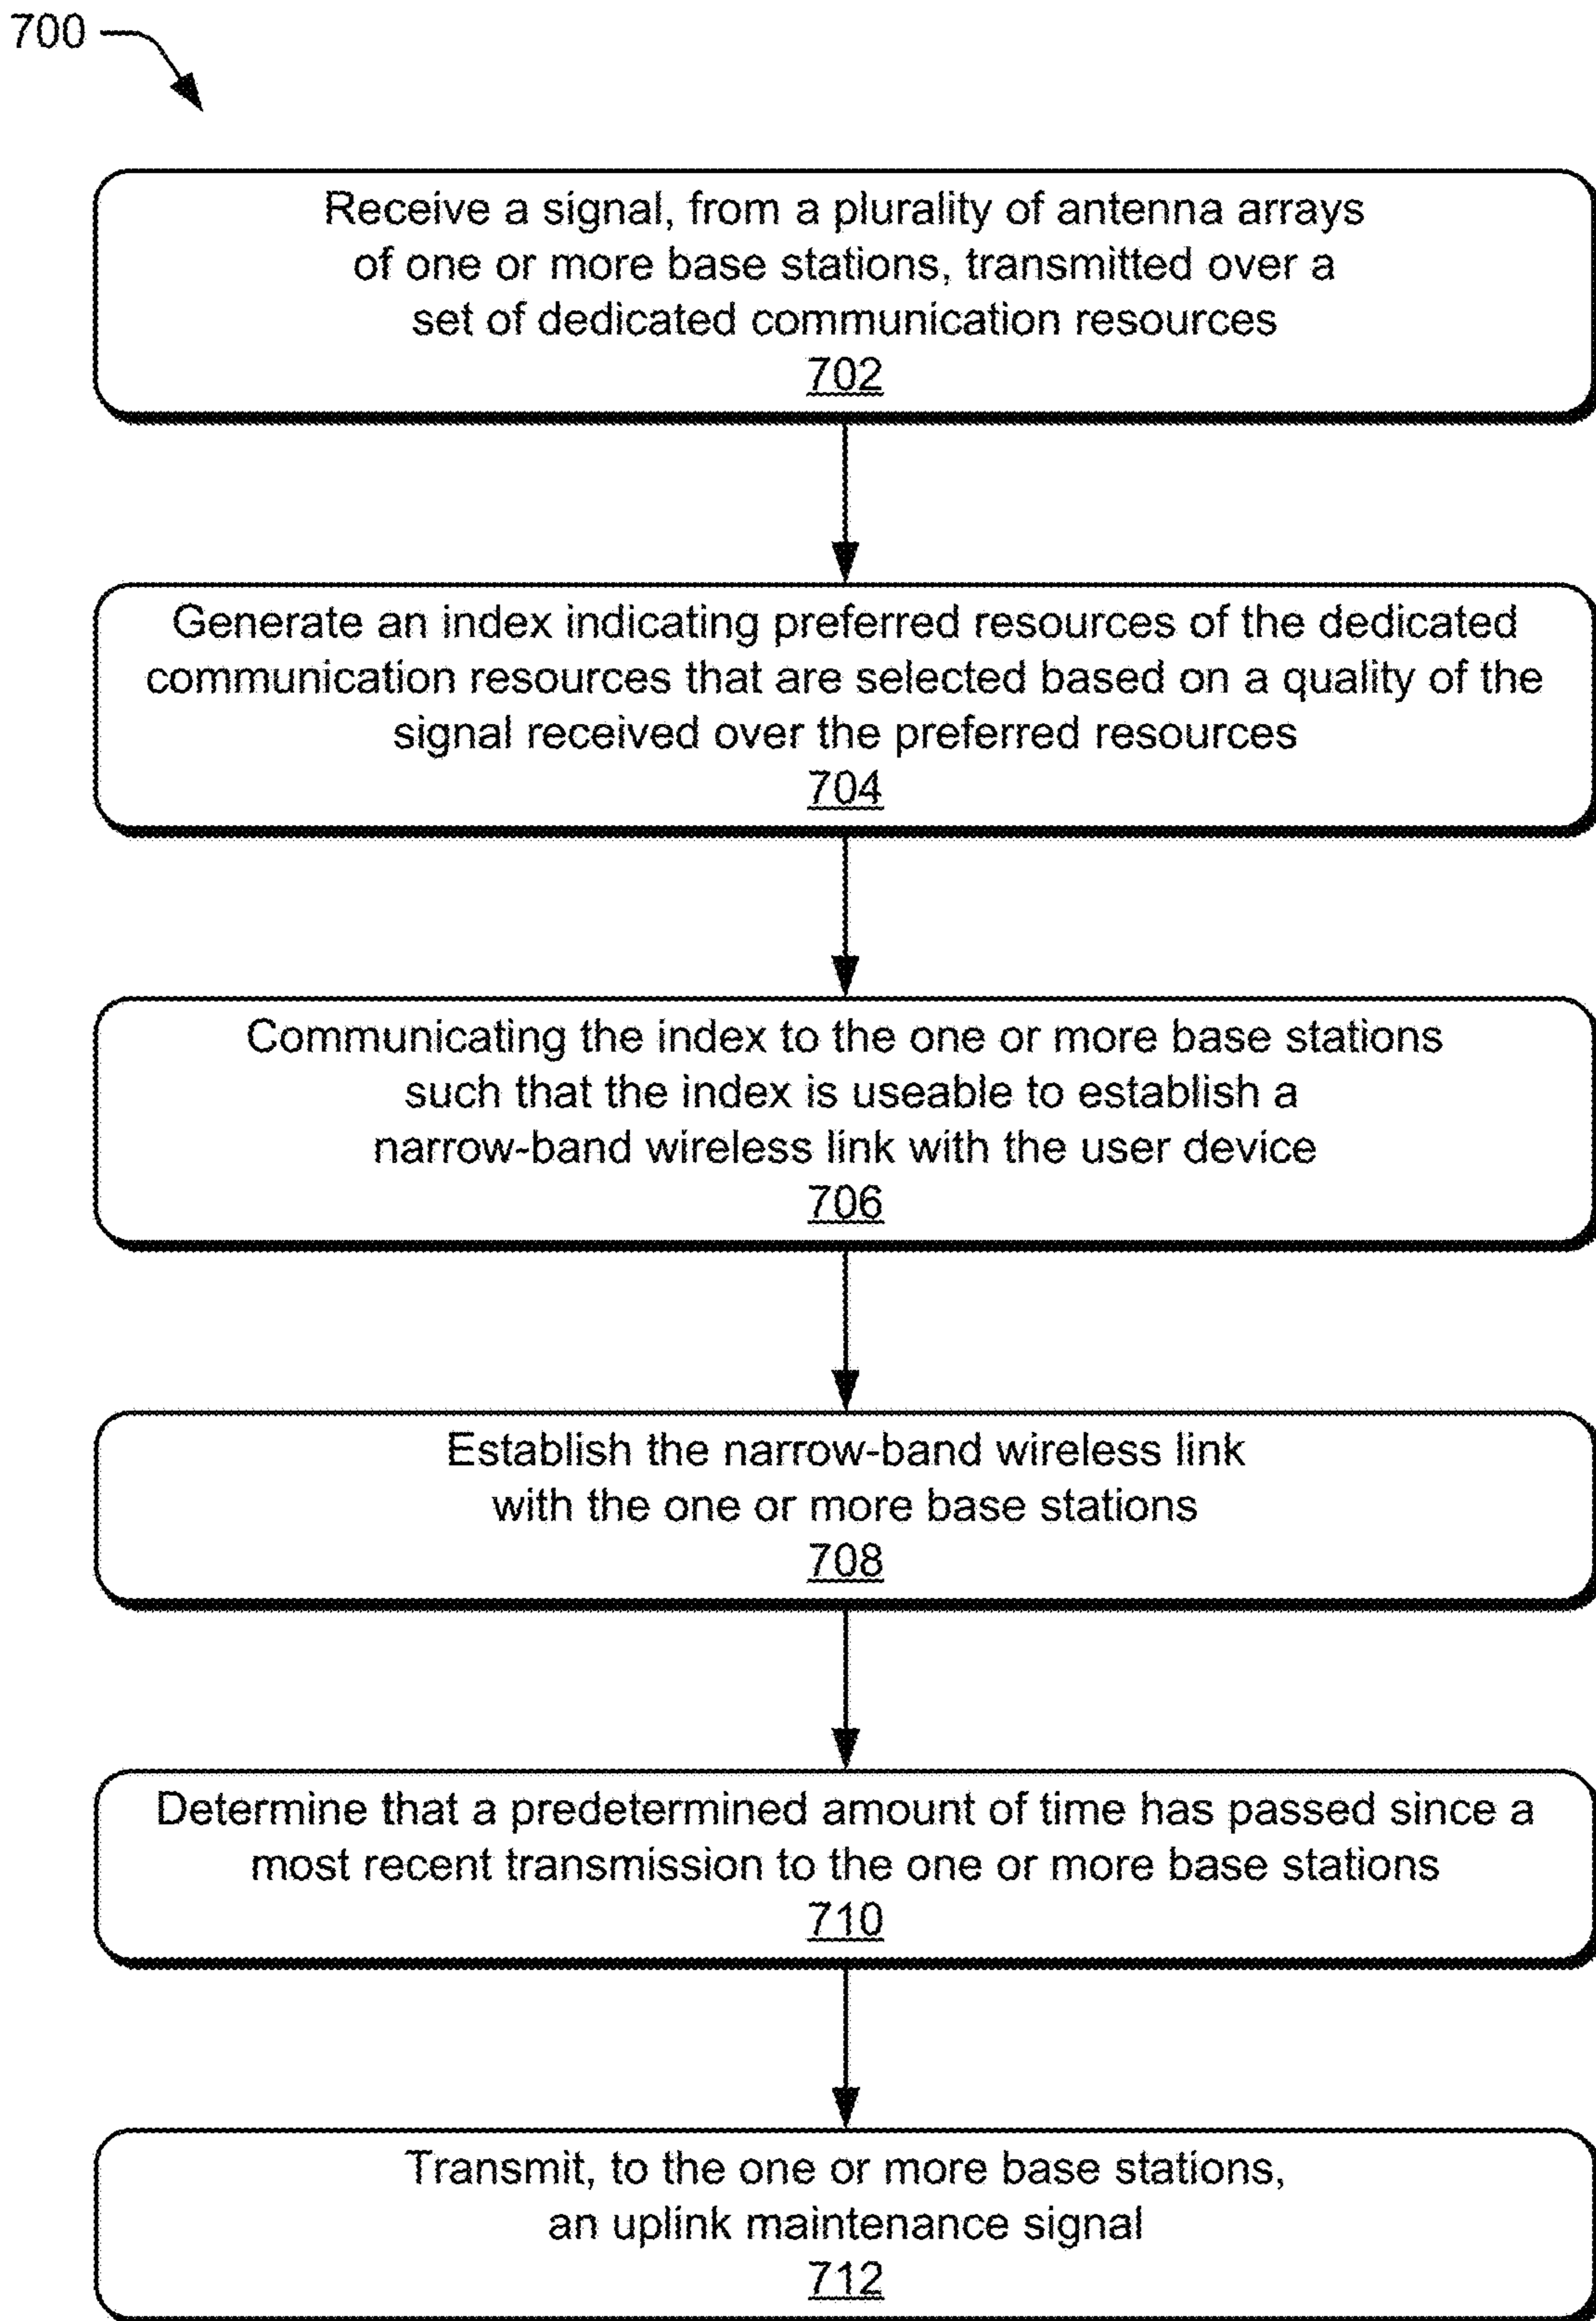 700
Receive a signal, from a plurality of antenna arrays
of one or more base stations, transmitted over a
set of dedicated communication resources
702
Generate an index indicating preferred resources of the dedicated
communication resources that are selected based on a quality of the
signal received over the preferred resources
704
Communicating the index to the one or more base stations
such that the index is useable to establish a
narrow-band wireless link with the user device
706
Establish the narrow-band wireless link
with the one or more base stations
708
Determine that a predetermined amount of time has passed since a
most recent transmission to the one or more base stations
710
Transmit, to the one or more base stations,
an uplink maintenance signal
712